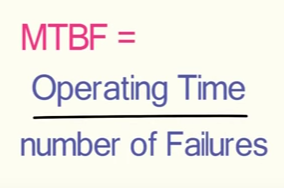 MTBF =
Operating Time
number of Failures